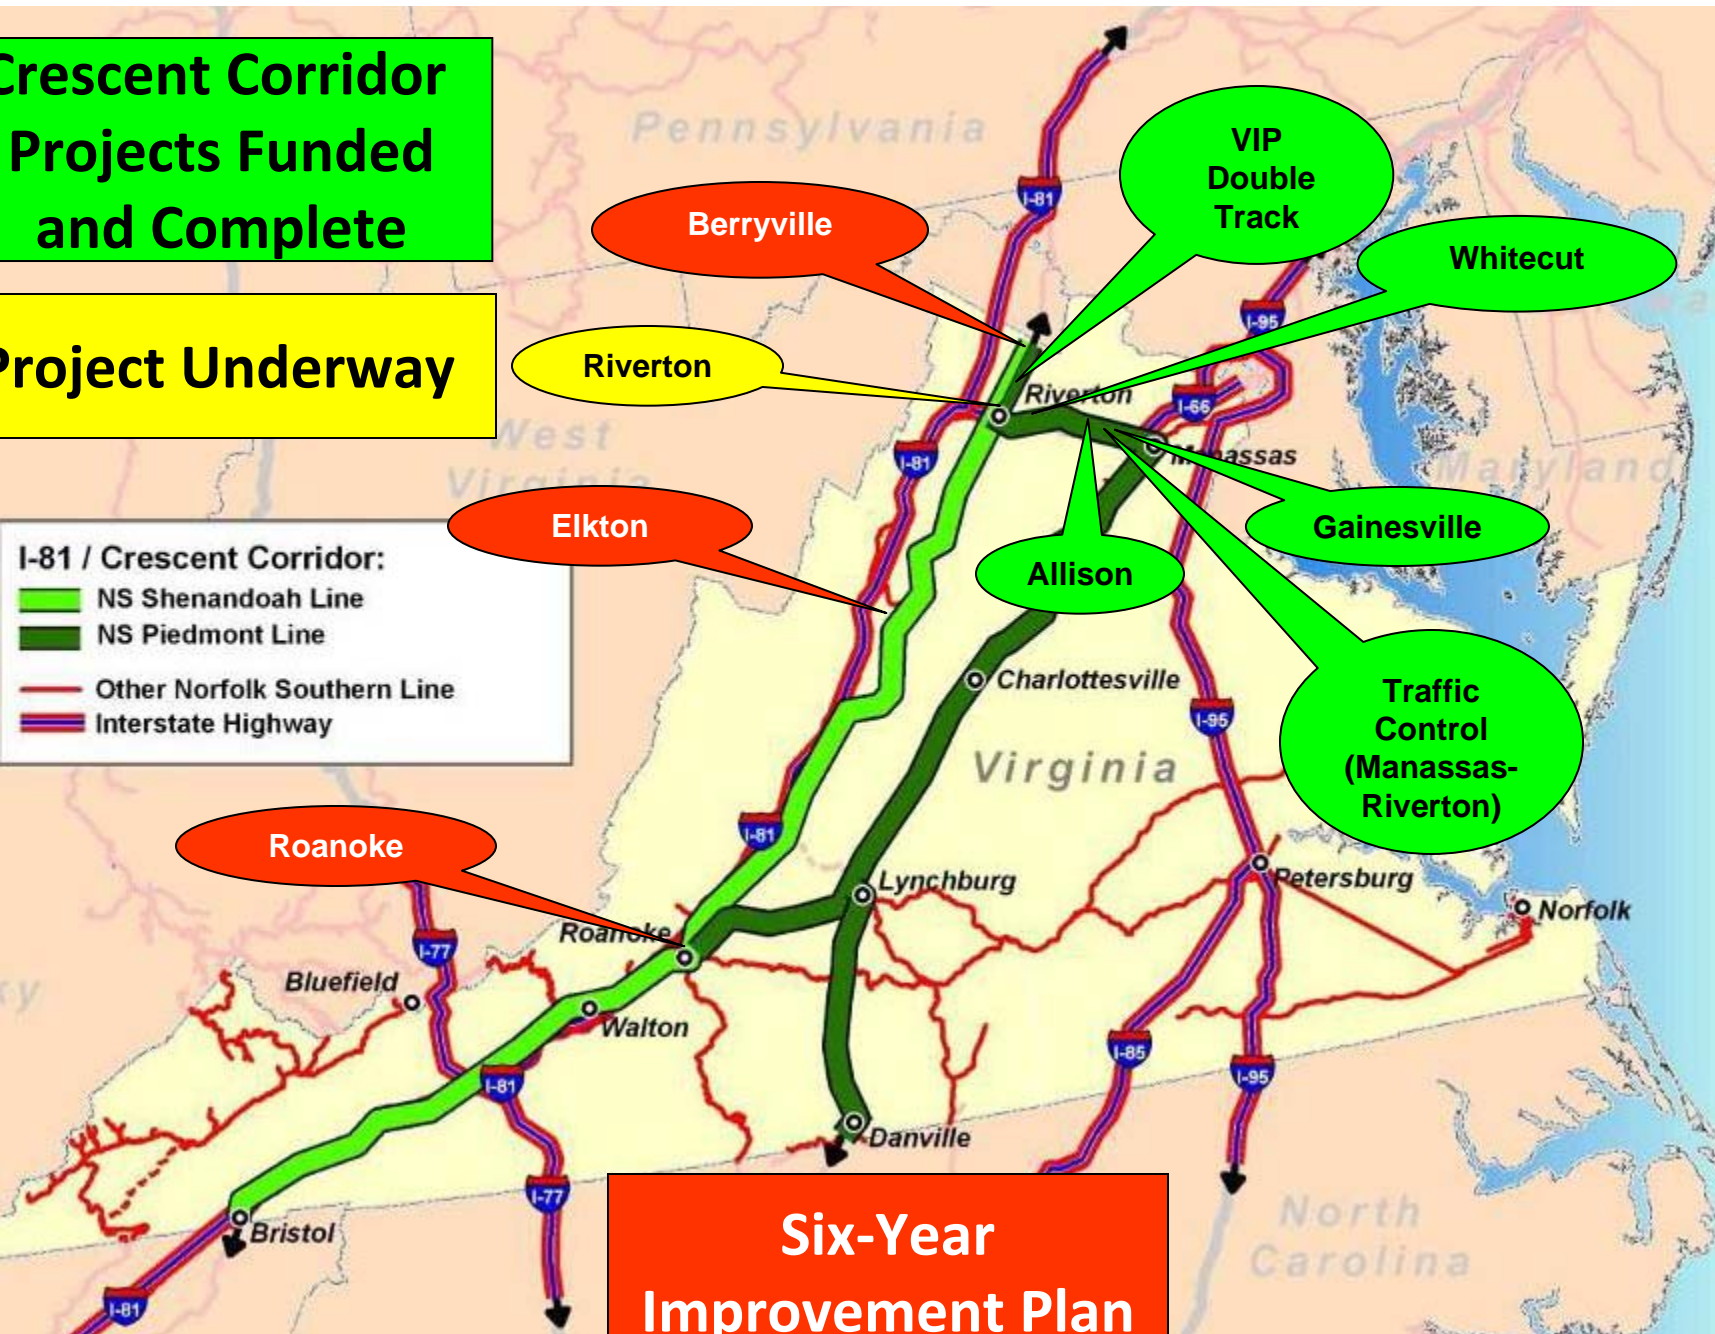 Crescent Corridor
Projects Funded
and Complete
Project Underway
Pennsylvania
I-81
VIP
Double
Track
Berryville
Whitecut
I-95
Riverton
Riverton
I-66
West
Virginia
I-81
Manassas
Maryland
Elkton
Gainesville
Allison
I-81 / Crescent Corridor:
NS Shenandoah Line
NS Piedmont Line
Other Norfolk Southern Line
Interstate Highway
Charlottesville
I-95
Traffic
Control
(Manassas-
Riverton)
Virginia
I-81
Roanoke
Lynchburg
Petersburg
Norfolk
Roanoke
I-77
Bluefield
Walton
I-85
I-95
I-81
Danville
I-77
Bristol
North
Carolina
I-81
Six-Year
Improvement Plan